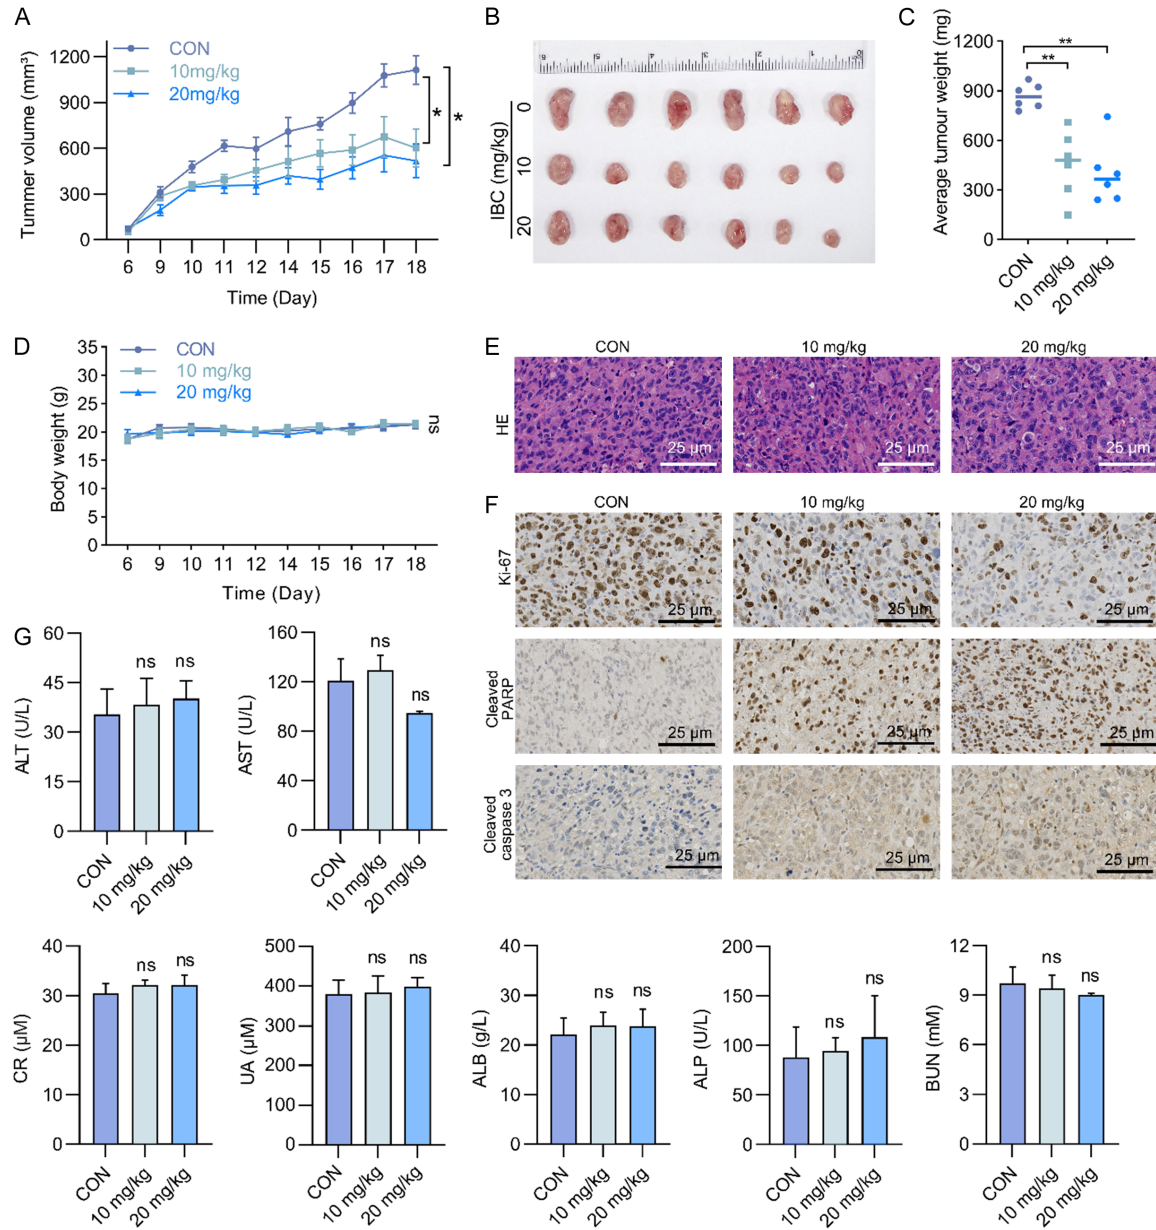 A
Tummer volume (mm³)
1200
900
600
300
0
CON
10mg/kg
20mg/kg
*
*
6 9 10 11 12 14 15 16 17 18
Time (Day)
B
IBC (mg/kg)
0
10
20
6 5 4 3 2 1 0
C
Average tumour weight (mg)
1200
900
600
300
0
**
**
CON
10 mg/kg
20 mg/kg
D
Body weight (g)
35
30
25
20
15
10
5
0
CON
10 mg/kg
20 mg/kg
ns
6 9 10 11 12 14 15 16 17 18
Time (Day)
E
CON 10 mg/kg 20 mg/kg
HE
25 µm 25 µm 25 µm
F
CON 10 mg/kg 20 mg/kg
Ki-67
25 µm 25 µm 25 µm
Cleaved
PARP
25 µm 25 µm 25 µm
Cleaved
caspase 3
25 µm 25 µm 25 µm
G
ALT (U/L)
60
45
30
15
0
ns ns
CON
10 mg/kg
20 mg/kg
AST (U/L)
160
120
80
40
0
ns
ns
CON
10 mg/kg
20 mg/kg
CR (µM)
40
30
20
10
0
ns ns
CON
10 mg/kg
20 mg/kg
UA (µM)
500
400
300
200
100
0
ns ns
CON
10 mg/kg
20 mg/kg
ALB (g/L)
40
30
20
10
0
ns ns
CON
10 mg/kg
20 mg/kg
ALP (U/L)
200
150
100
50
0
ns
ns
CON
10 mg/kg
20 mg/kg
BUN (mM)
12
9
6
3
0
ns
ns
CON
10 mg/kg
20 mg/kg